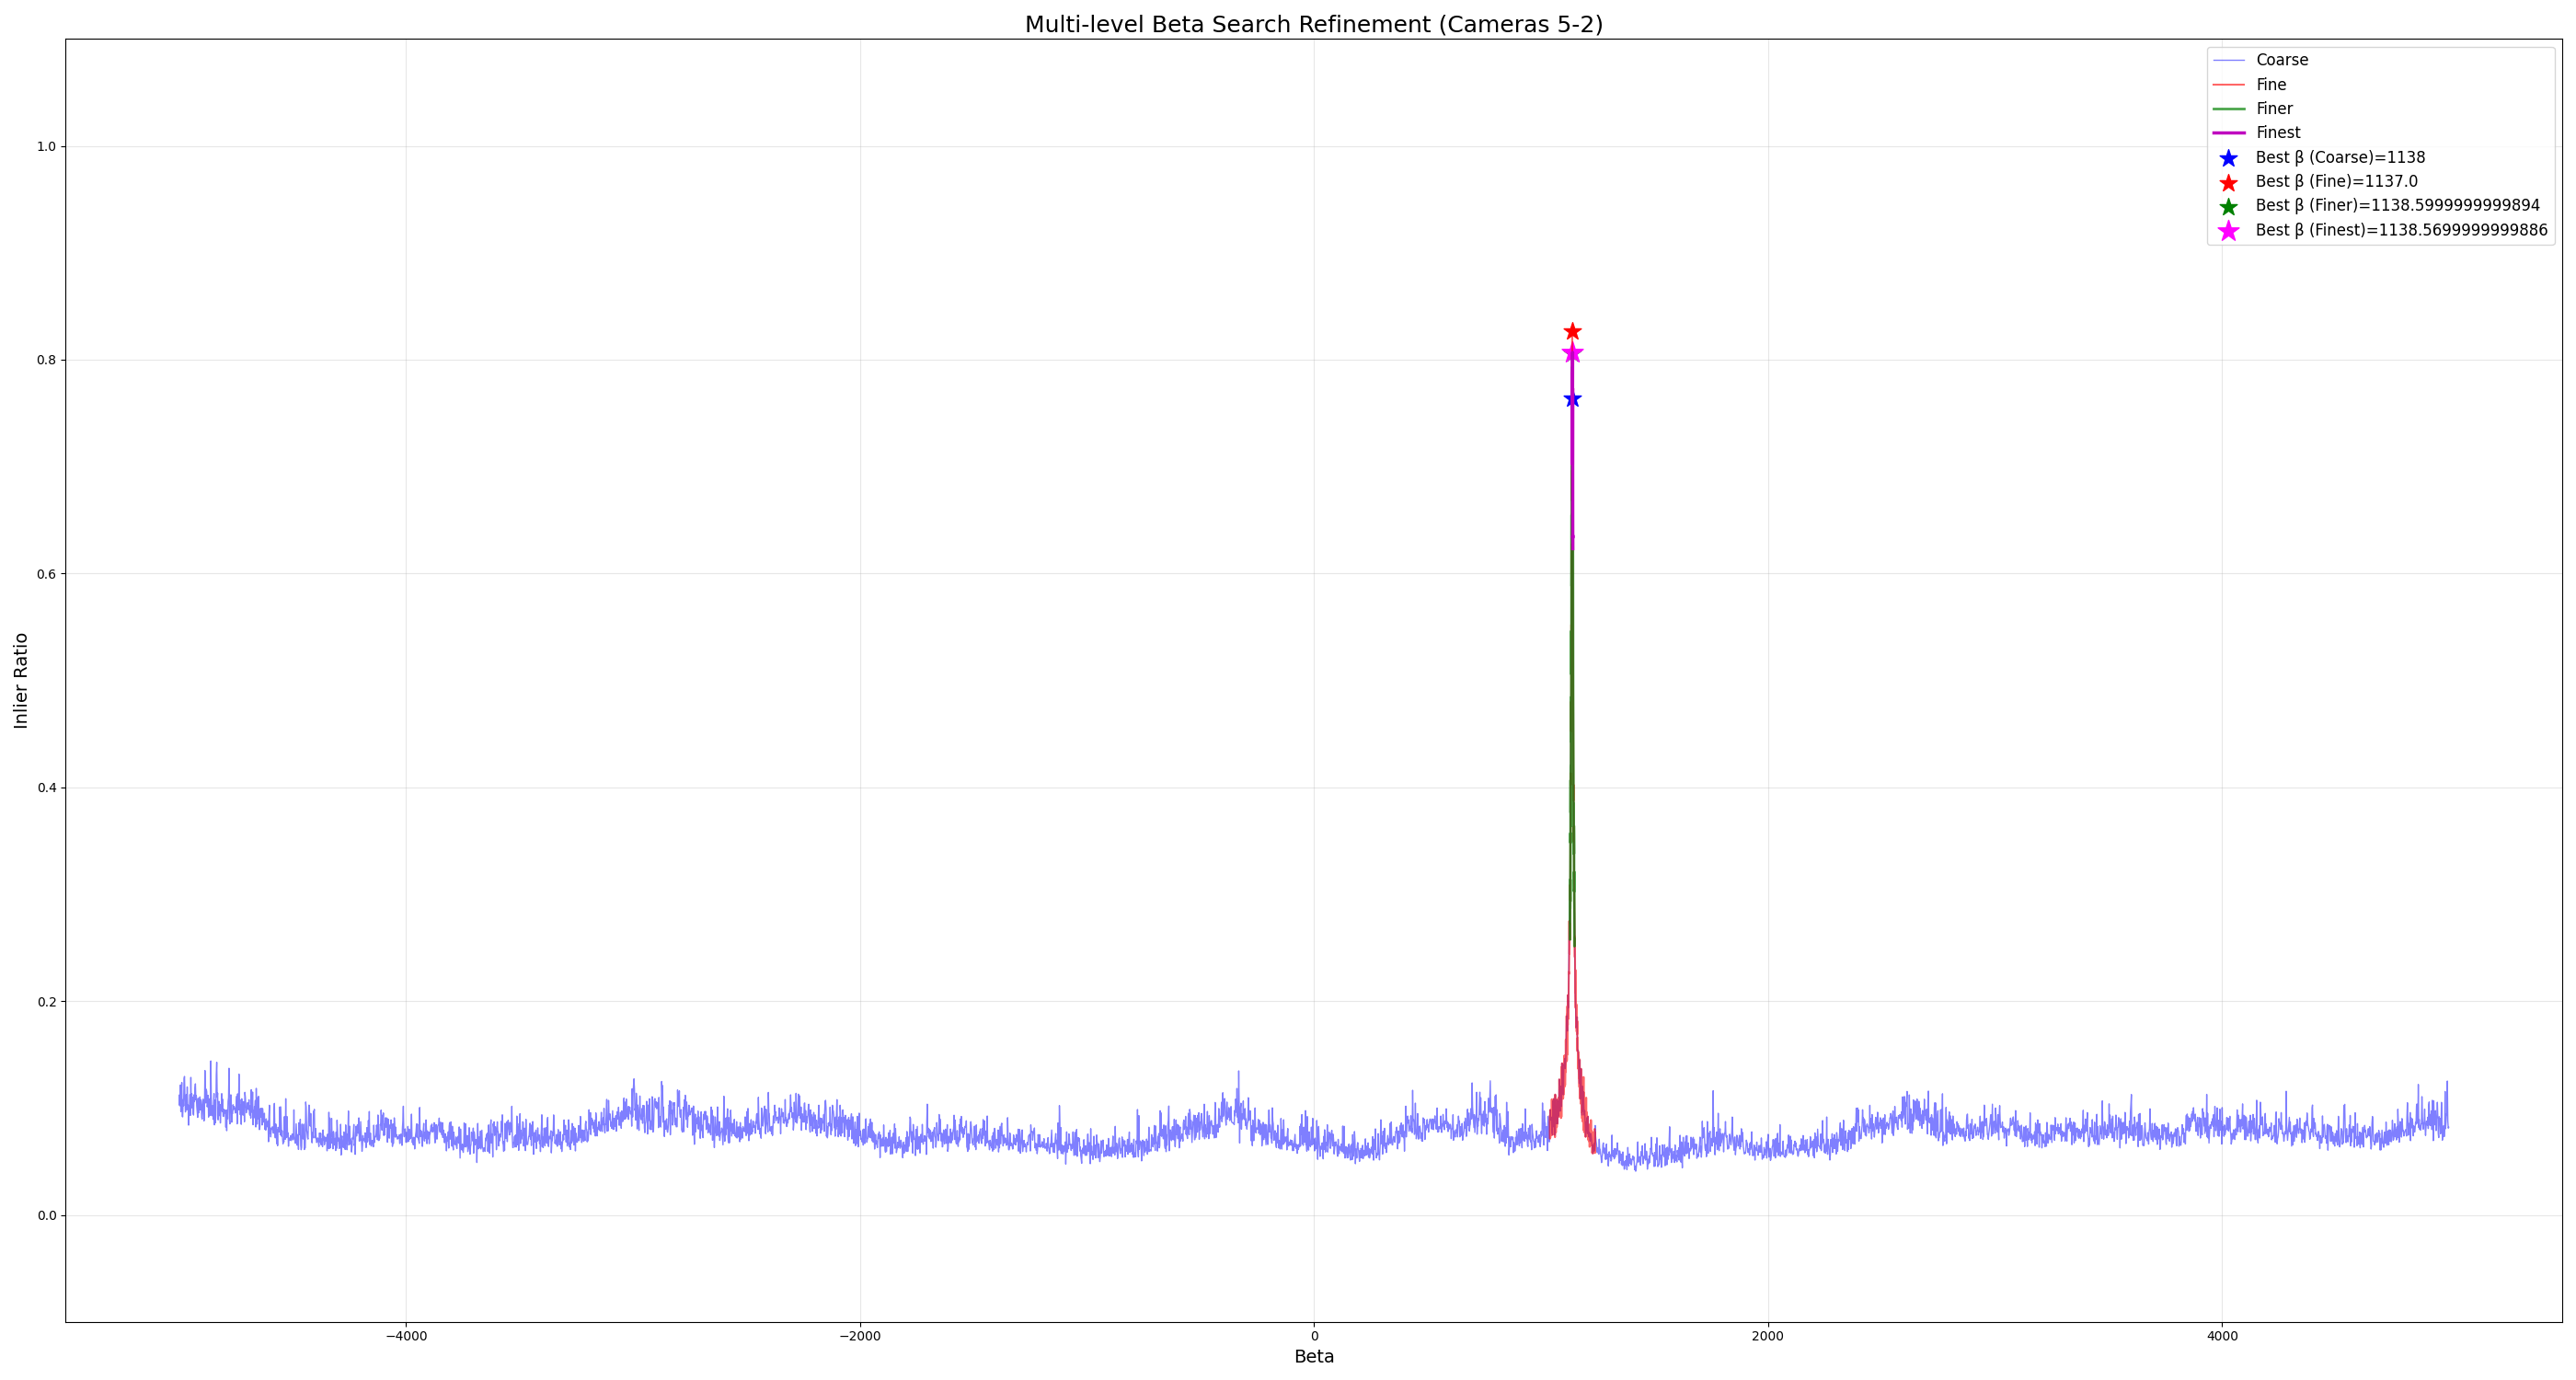 Multi-level Beta Search Refinement (Cameras 5-2)
Coarse
Fine
Finer
Finest
Best β (Coarse)=1138
Best β (Fine)=1137.0
Best β (Finer)=1138.5999999999894
Best β (Finest)=1138.5699999999886
1.0
0.8
0.6
0.4
0.2
0.0
Inlier Ratio
−4000
−2000
0
2000
4000
Beta